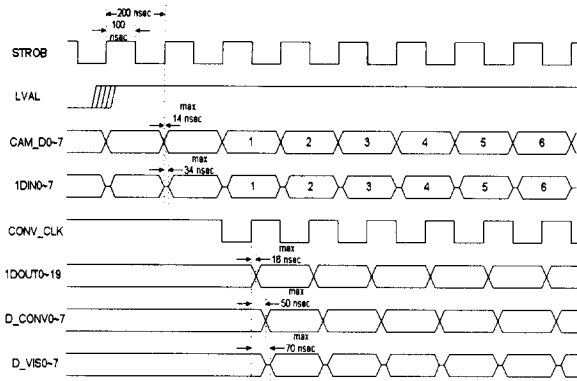 200 nsec
100
nsec
STROB
LVAL
max
14 nsec
CAM_D0~7 1 2 3 4 5 6
max
34 nsec
1DIN0~7 1 2 3 4 5 6
CONV_CLK
max
16 nsec
1DOUT0~19
max
50 nsec
D_CONV0~7
max
70 nsec
D_VIS0~7